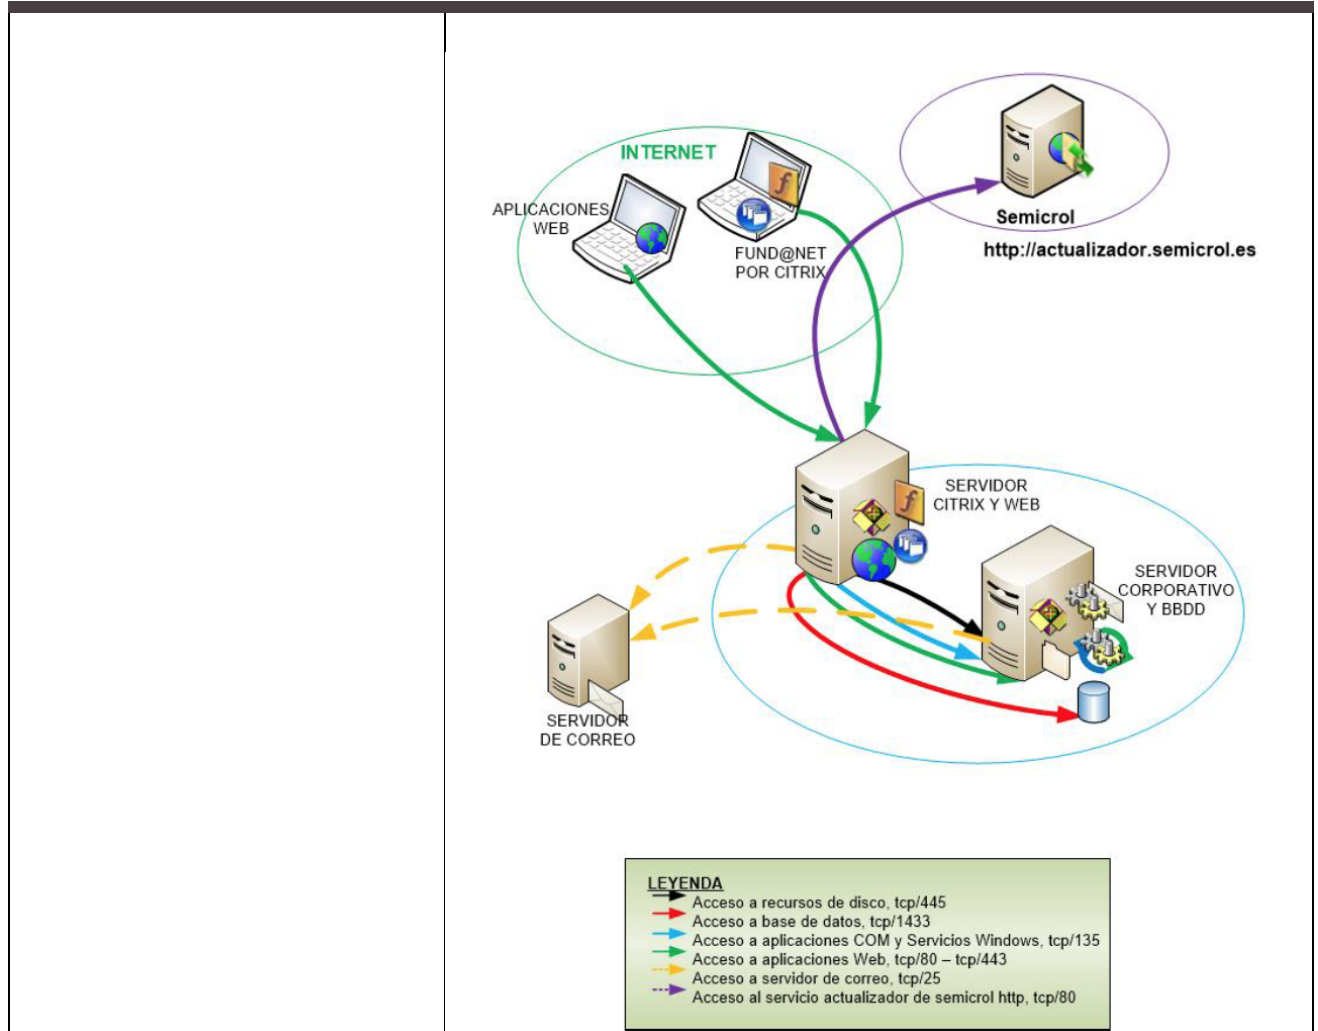 INTERNET
APLICACIONES
WEB
FUND@NET
POR CITRIX
Semicrol
http://actualizador.semicrol.es
SERVIDOR
CITRIX Y WEB
SERVIDOR
CORPORATIVO
Y BBDD
SERVIDOR
DE CORREO
LEYENDA
Acceso a recursos de disco, tcp/445
Acceso a base de datos, tcp/1433
Acceso a aplicaciones COM y Servicios Windows, tcp/135
Acceso a aplicaciones Web, tcp/80 – tcp/443
Acceso a servidor de correo, tcp/25
Acceso al servicio actualizador de semicrol http, tcp/80